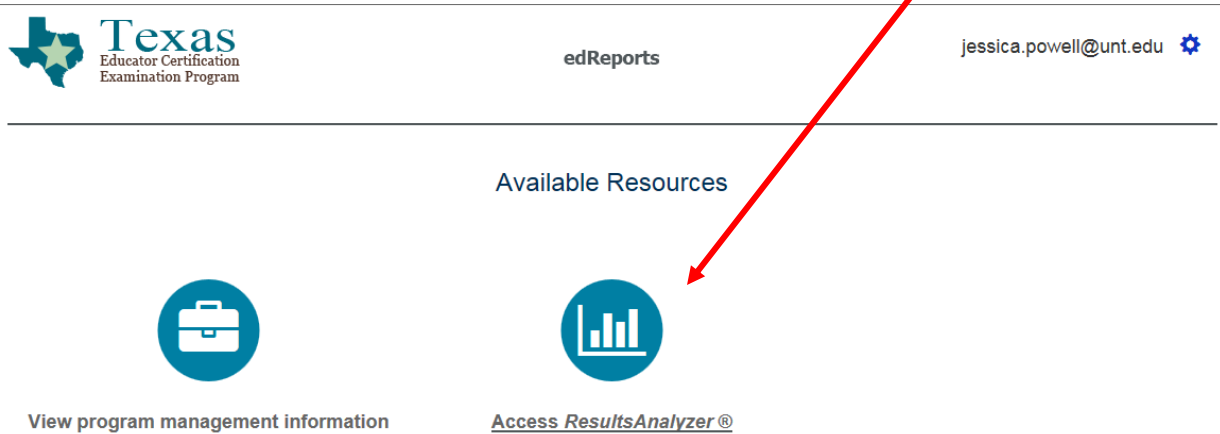 Texas
Educator Certification
Examination Program
edReports
jessica.powell@unt.edu
Available Resources
View program management information
Access ResultsAnalyzer ®